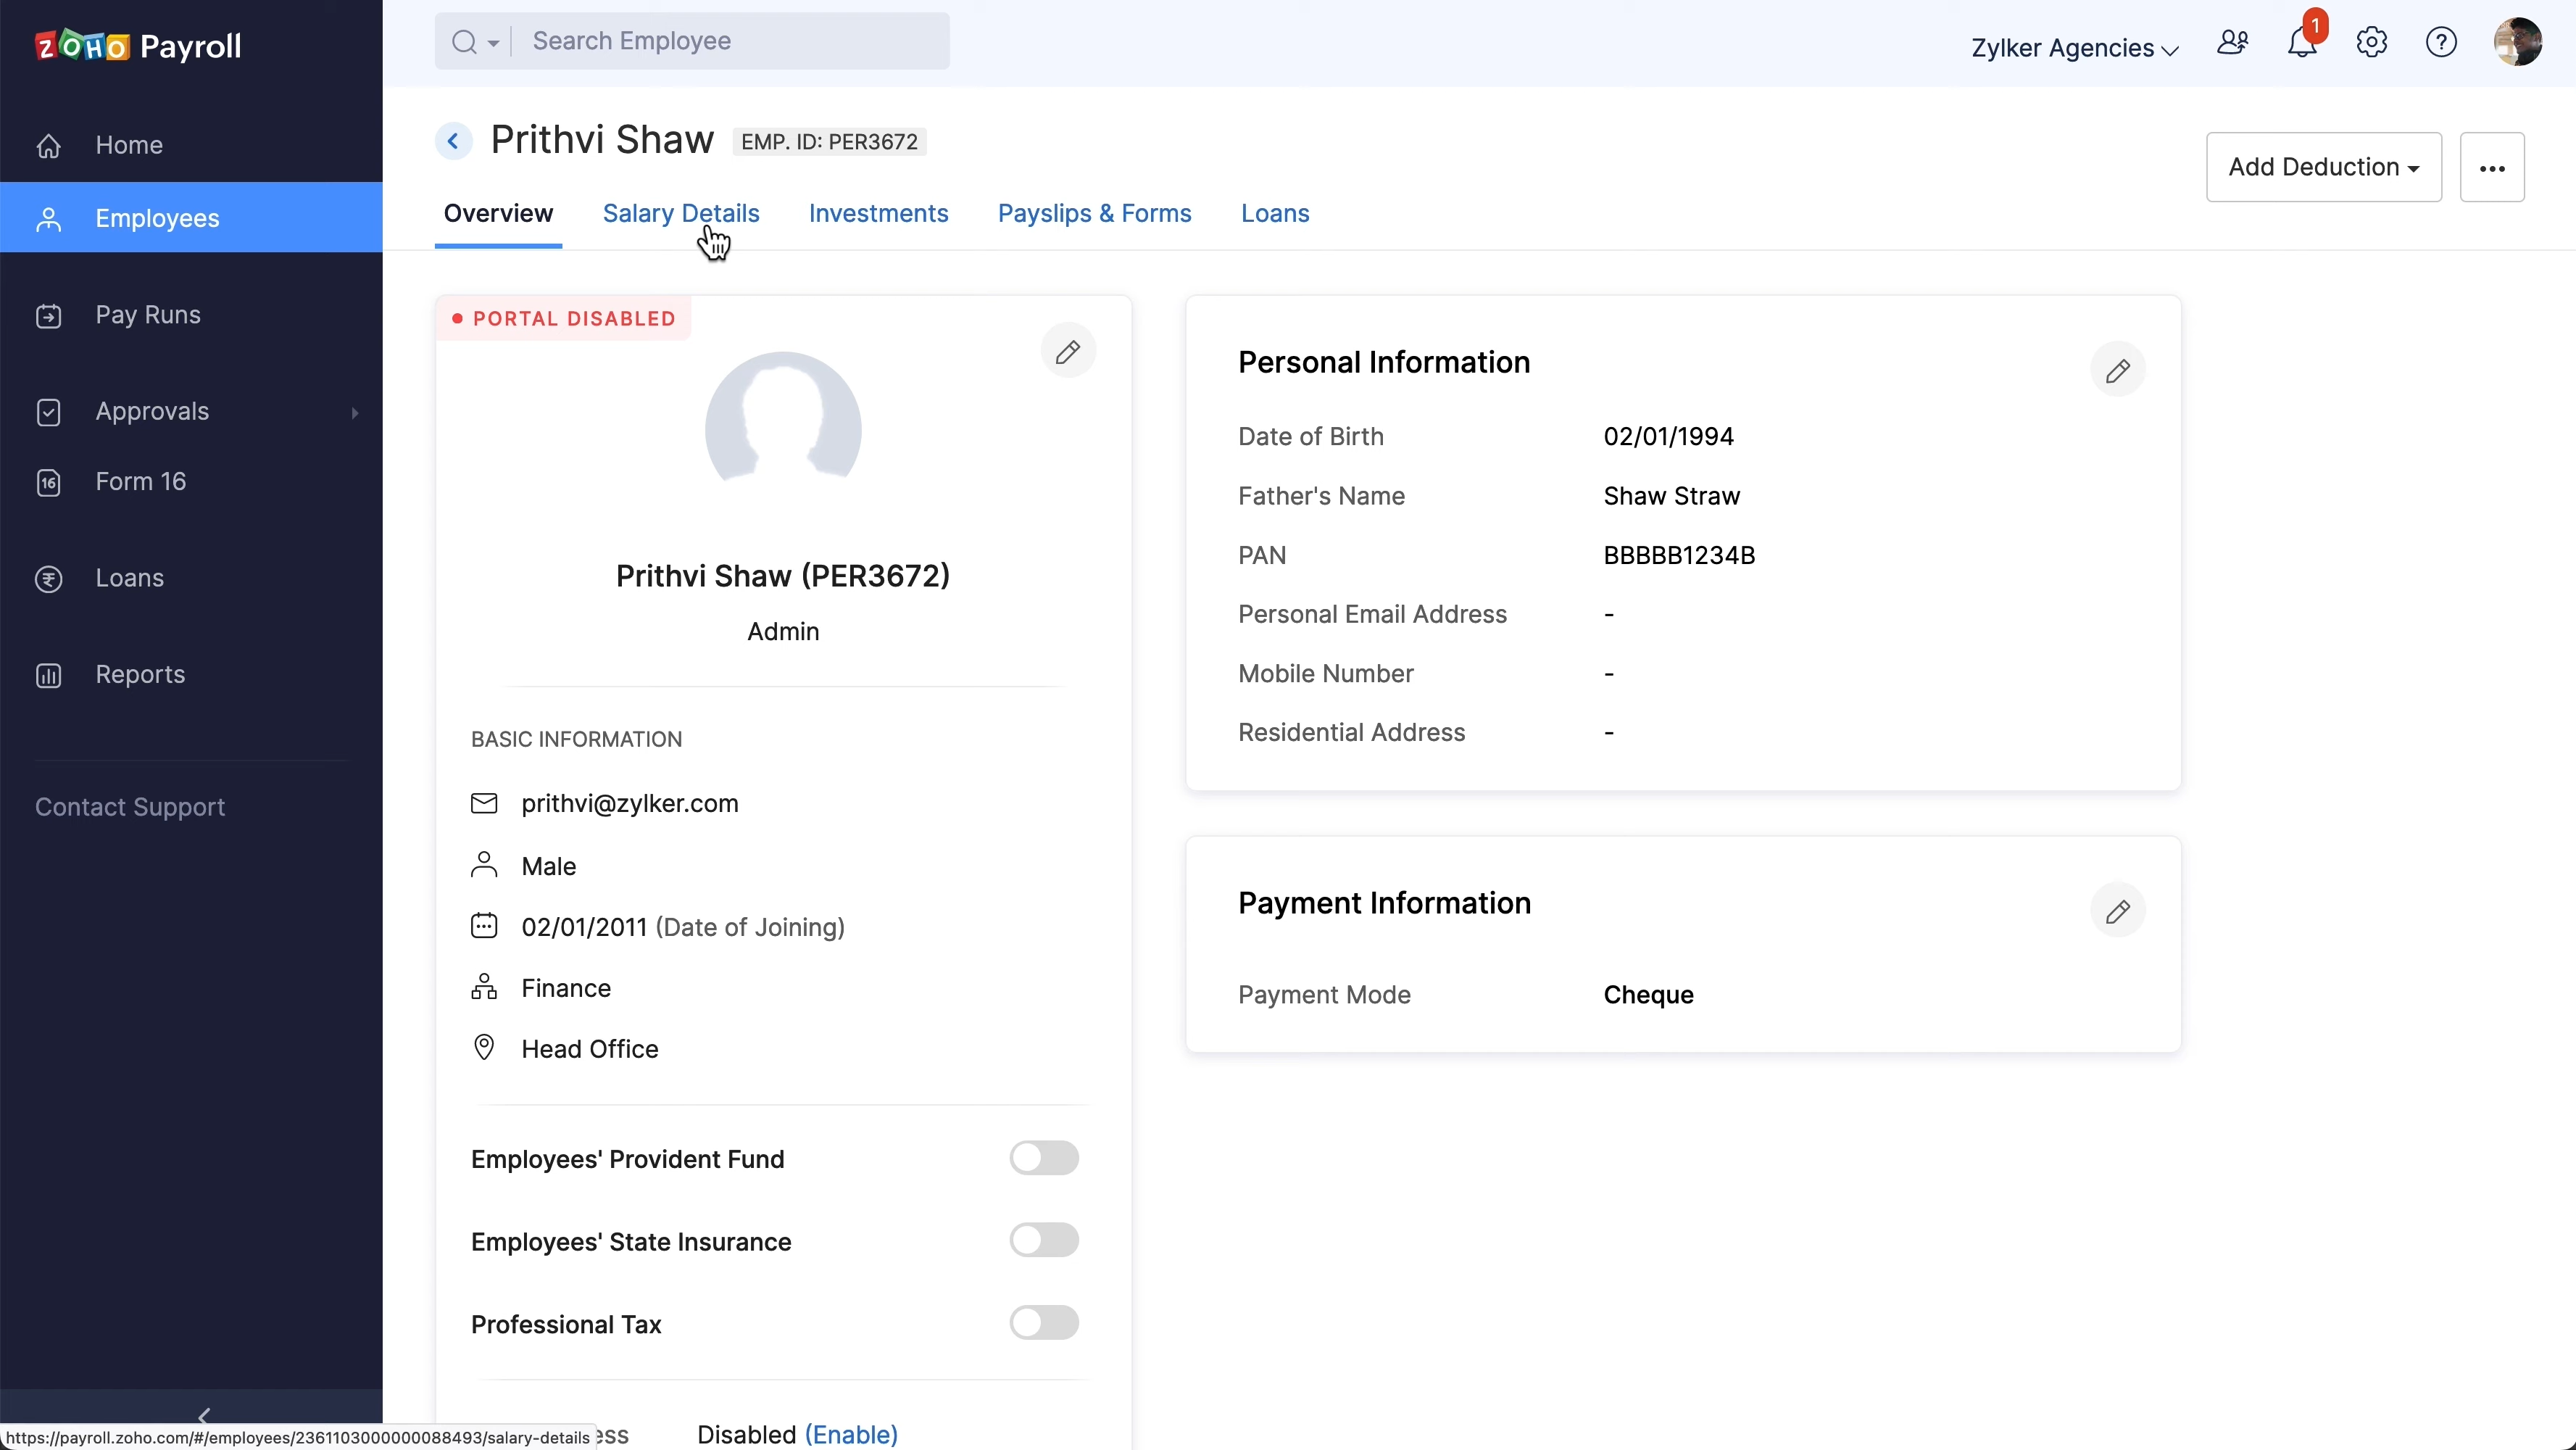 ZOHO Payroll
Search Employee
Zylker Agencies
1
Home
Employees
Pay Runs
Approvals
16
Form 16
Loans
Reports
Contact Support
Prithvi Shaw EMP. ID: PER3672
Add Deduction
Overview Salary Details Investments Payslips & Forms Loans
PORTAL DISABLED
Prithvi Shaw (PER3672)
Admin
BASIC INFORMATION
prithvi@zylker.com
Male
02/01/2011 (Date of Joining)
Finance
Head Office
Employees' Provident Fund
Employees' State Insurance
Professional Tax
ess Disabled (Enable)
Personal Information
Date of Birth 02/01/1994
Father's Name Shaw Straw
PAN BBBBB1234B
Personal Email Address -
Mobile Number -
Residential Address -
Payment Information
Payment Mode Cheque
https://payroll.zoho.com/#/employees/2361103000000088493/salary-details